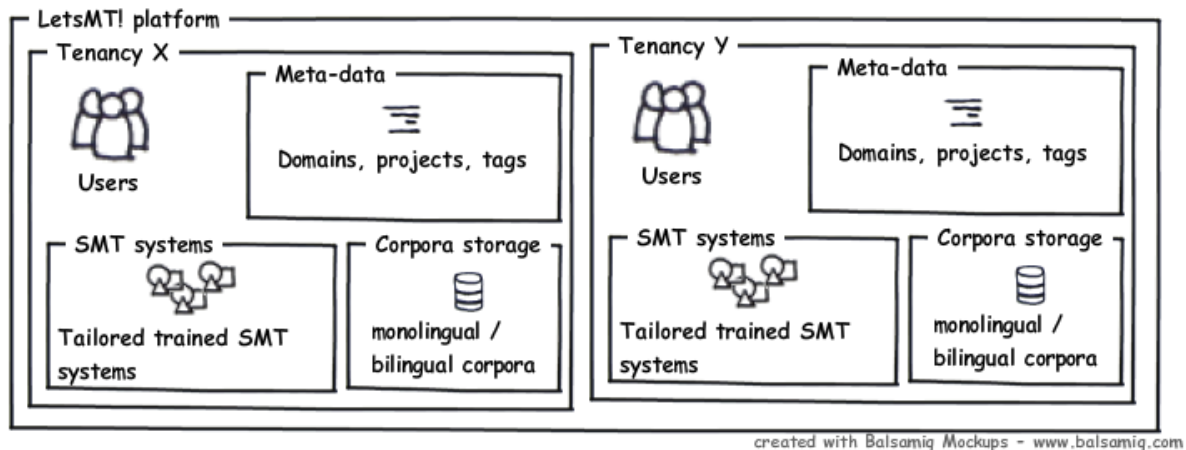 LetsMT! platform
Tenancy X
Meta-data
Domains, projects, tags
Users
SMT systems
Tailored trained SMT
systems
Corpora storage
monolingual /
bilingual corpora
Tenancy Y
Meta-data
Domains, projects, tags
Users
SMT systems
Tailored trained SMT
systems
Corpora storage
monolingual /
bilingual corpora
created with Balsamiq Mockups - www.balsamiq.com